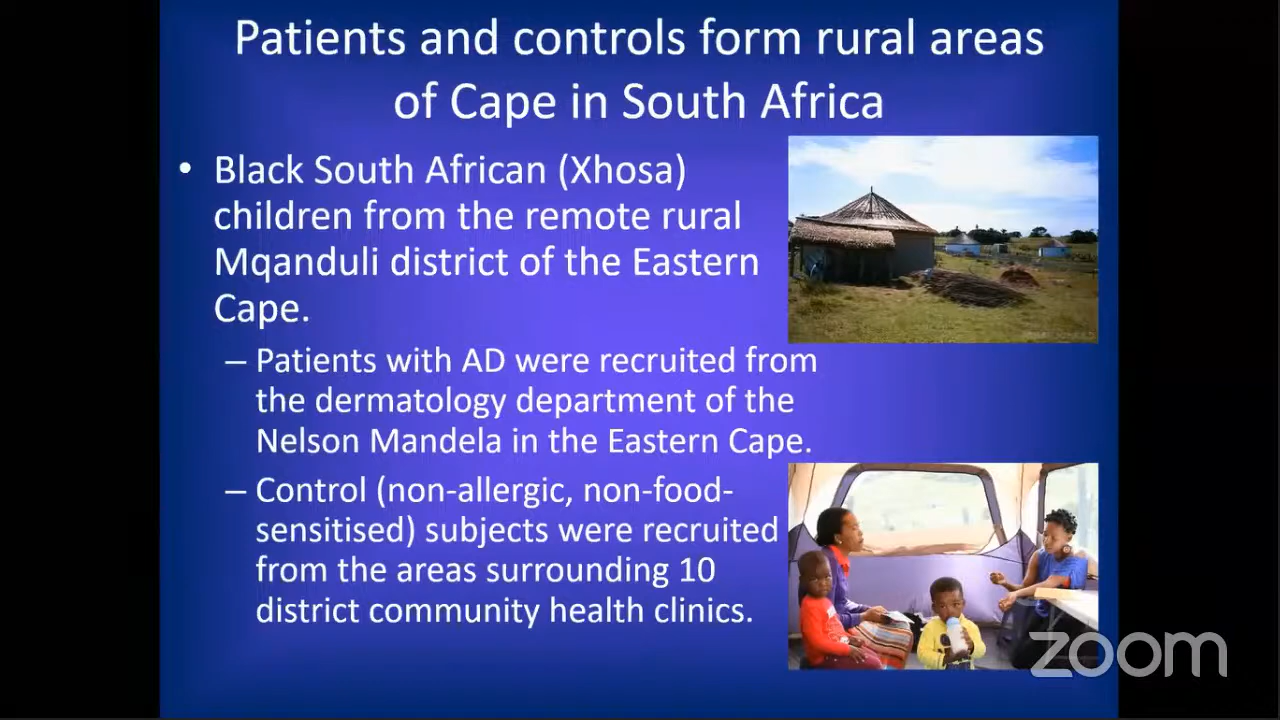 Patients and controls form rural areas
of Cape in South Africa
• Black South African (Xhosa)
children from the remote rural
Mqanduli district of the Eastern
Cape.
– Patients with AD were recruited from
the dermatology department of the
Nelson Mandela in the Eastern Cape.
– Control (non-allergic, non-food-
sensitised) subjects were recruited
from the areas surrounding 10
district community health clinics.
zoom